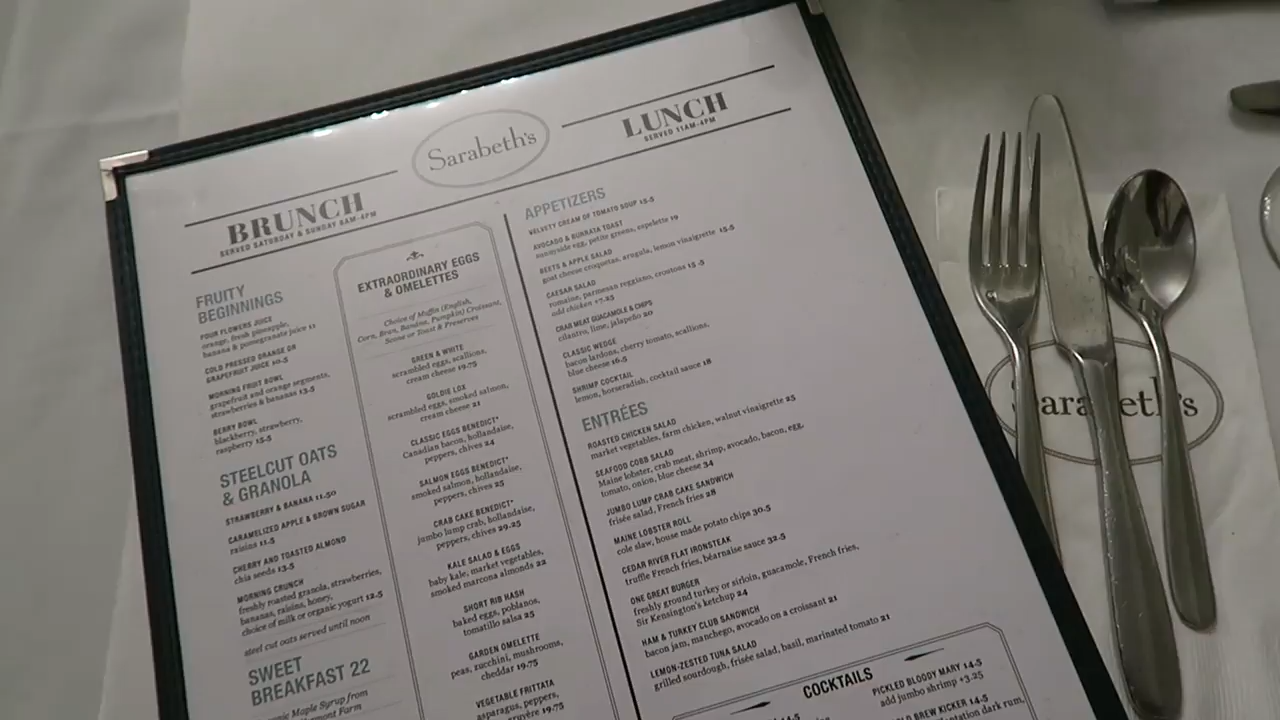 Sarabeth's
BRUNCH
SERVED SATURDAY & SUNDAY 8AM-4PM
FRUITY
BEGINNINGS
FOUR FLOWERS JUICE
orange, fresh pineapple,
banana & pomegranate juice 11
COLD PRESSED ORANGE OR
GRAPEFRUIT JUICE 10.5
MORNING FRUIT BOWL
grapefruit and orange segments,
strawberries & bananas 13.5
BERRY BOWL
blackberry, strawberry,
raspberry 15.5
STEELCUT OATS
& GRANOLA
STRAWBERRY & BANANA 11.50
CARAMELIZED APPLE & BROWN SUGAR
raisins 11.5
CHERRY AND TOASTED ALMOND
chia seeds 13.5
MORNING CRUNCH
freshly roasted granola, strawberries,
bananas, raisins, honey,
choice of milk or organic yogurt 12.5
steel cut oats served until noon
SWEET
BREAKFAST 22
Maple Syrup from
Farm
EXTRAORDINARY EGGS
& OMELETTES
Choice of Muffin (English,
Corn, Bran, Banana, Pumpkin) Croissant,
Scone or Toast & Preserves
GREEN & WHITE
scrambled eggs, scallions,
cream cheese 19.75
GOLDIE LOX
scrambled eggs, smoked salmon,
cream cheese 21
CLASSIC EGGS BENEDICT*
Canadian bacon, hollandaise,
peppers, chives 24
SALMON EGGS BENEDICT*
smoked salmon, hollandaise,
peppers, chives 25
CRAB CAKE BENEDICT*
jumbo lump crab, hollandaise,
peppers, chives 29.25
KALE SALAD & EGGS
baby kale, market vegetables,
smoked marcona almonds 22
SHORT RIB HASH
baked eggs, poblanos,
tomatillo salsa 25
GARDEN OMELETTE
peas, zucchini, mushrooms,
cheddar 19.75
VEGETABLE FRITTATA
asparagus, peppers,
gruyère 19.75
LUNCH
SERVED 11AM-4PM
APPETIZERS
VELVETY CREAM OF TOMATO SOUP 15.5
AVOCADO & BURRATA TOAST
sunnyside egg, petite greens, espelette 19
BEETS & APPLE SALAD
goat cheese croquettes, arugula, lemon vinaigrette 15.5
CAESAR SALAD
romaine, parmesan reggiano, croutons 15.5
add chicken +7.25
CRAB MEAT GUACAMOLE & CHIPS
cilantro, lime, jalapeño 20
CLASSIC WEDGE
bacon lardons, cherry tomato, scallions,
blue cheese 16.5
SHRIMP COCKTAIL
lemon, horseradish, cocktail sauce 18
ENTRÉES
ROASTED CHICKEN SALAD
market vegetables, farm chicken, walnut vinaigrette 25
SEAFOOD COBB SALAD
Maine lobster, crab meat, shrimp, avocado, bacon, egg,
tomato, onion, blue cheese 34
JUMBO LUMP CRAB CAKE SANDWICH
frisée salad, French fries 28
MAINE LOBSTER ROLL
cole slaw, house made potato chips 30.5
CEDAR RIVER FLAT IRONSTEAK
truffle French fries, béarnaise sauce 32.5
ONE GREAT BURGER
freshly ground turkey or sirloin, guacamole, French fries,
Sir Kensington's ketchup 24
HAM & TURKEY CLUB SANDWICH
bacon jam, manchego, avocado on a croissant 21
LEMON-ZESTED TUNA SALAD
grilled sourdough, frisée salad, basil, marinated tomato 21
COCKTAILS
PICKLED BLOODY MARY 14.5
add jumbo shrimp +3.25
BREW KICKER 14.5
dark rum,
Sarabeth's